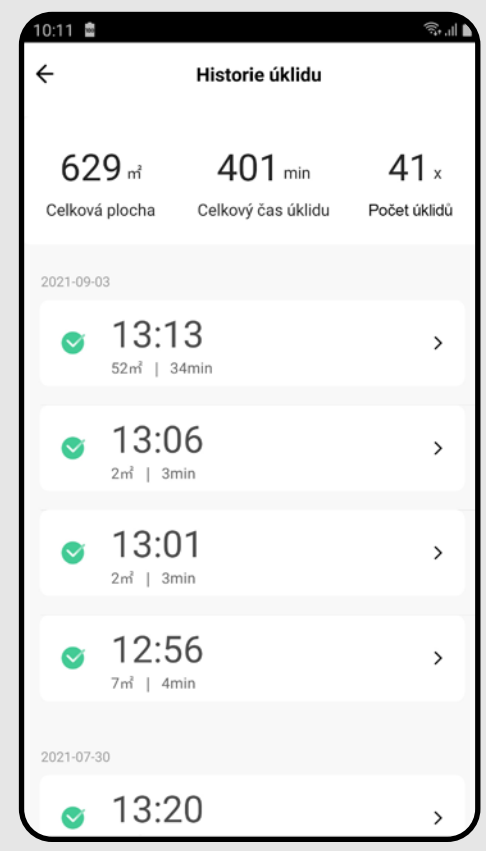 10:11
Historie úklidu
629 ㎡ 401 min 41 x
Celková plocha Celkový čas úklidu Počet úklidů
2021-09-03
13:13
52㎡ | 34min
13:06
2㎡ | 3min
13:01
2㎡ | 3min
12:56
7㎡ | 4min
2021-07-30
13:20